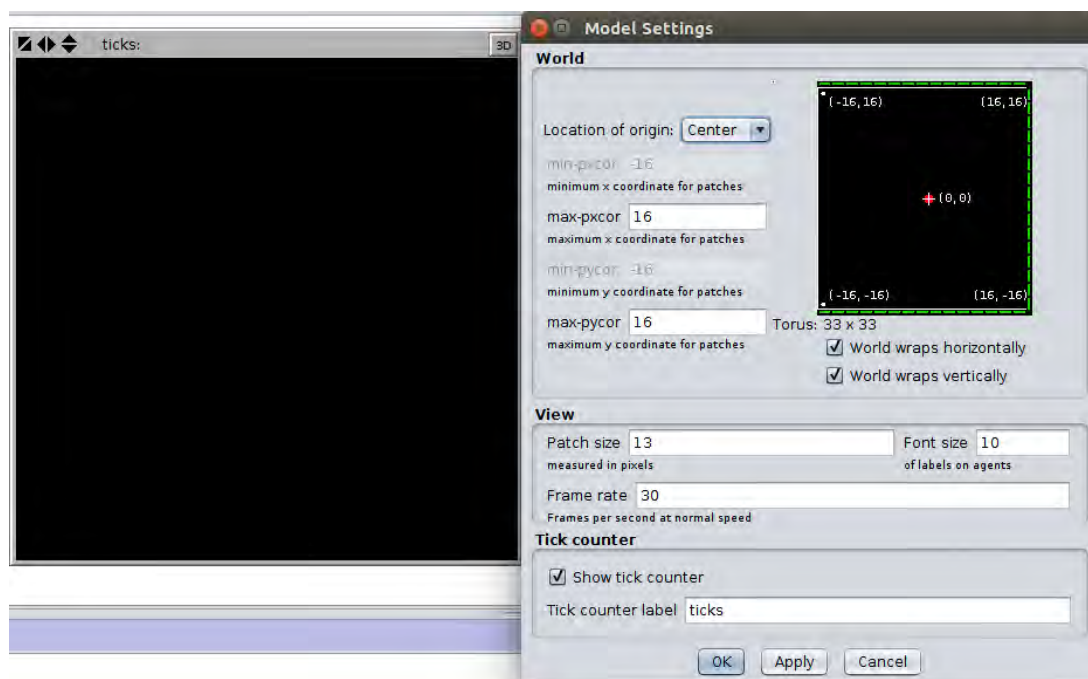 ticks:
3D
Model Settings
World
(-16,16)
(16,16)
Location of origin: Center
min-pxcor -16
minimum x coordinate for patches
(0,0)
max-pxcor 16
maximum x coordinate for patches
min-pycor -16
minimum y coordinate for patches
(-16,-16)
(16,-16)
max-pycor 16
Torus: 33 x 33
maximum y coordinate for patches
World wraps horizontally
World wraps vertically
View
Patch size 13
Font size 10
measured in pixels
of labels on agents
Frame rate 30
Frames per second at normal speed
Tick counter
Show tick counter
Tick counter label ticks
OK
Apply
Cancel